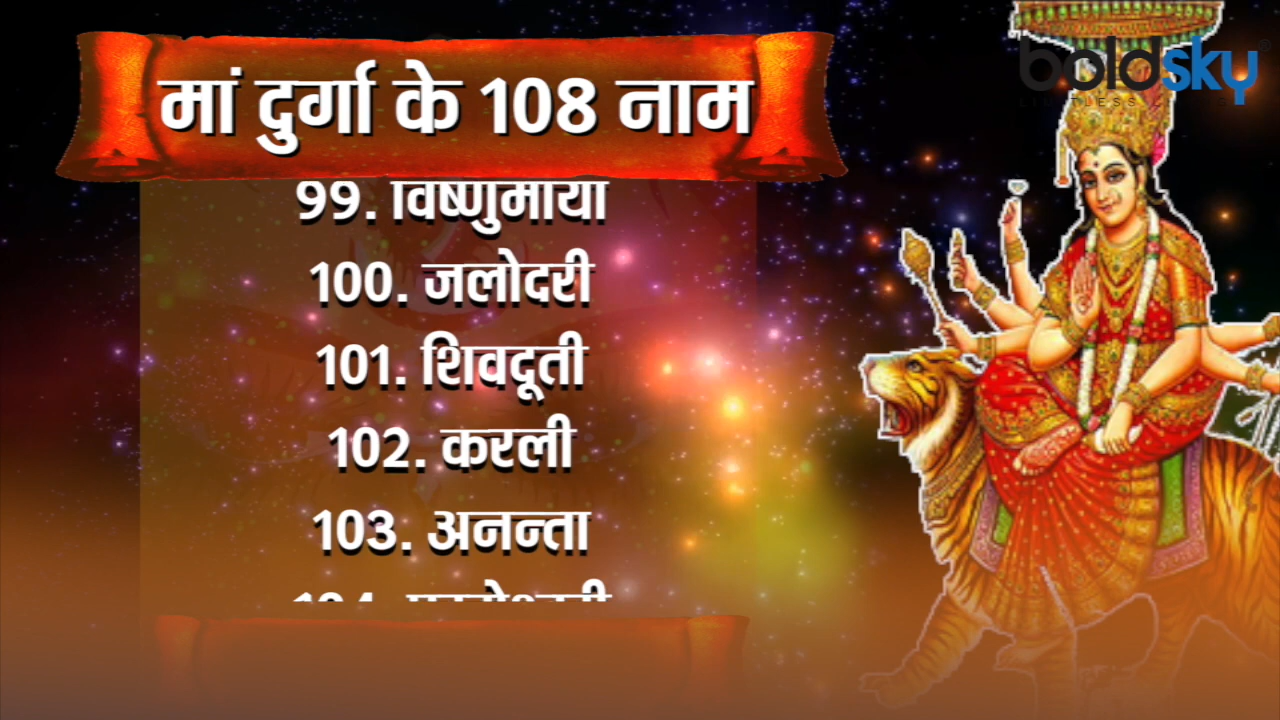 boldsky
मां दुर्गा के 108 नाम
99. विष्णुमाया
100. जलोदरी
101. शिवदूती
102. करली
103. अनन्ता